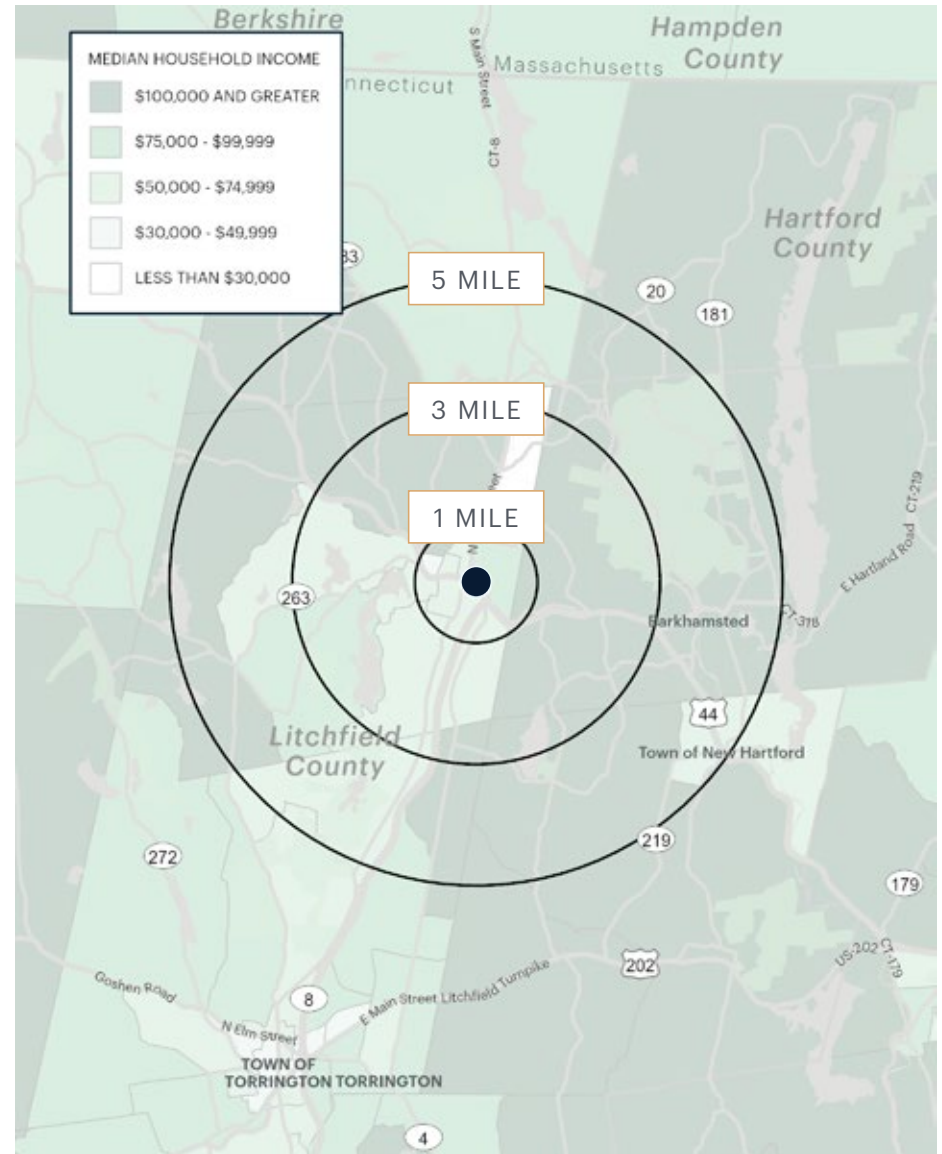 Berkshire
Hampden
County
MEDIAN HOUSEHOLD INCOME
$100,000 AND GREATER
$75,000 - $99,999
$50,000 - $74,999
$30,000 - $49,999
LESS THAN $30,000
S Main Street
Massachusetts
nnecticut
CT-8
Hartford
County
5 MILE
20
181
3 MILE
CT-219
1 MILE
N
E Hartland Road
263
Barkhamsted
CT-318
44
Litchfield
County
Town of New Hartford
219
272
179
US-202
CT-179
202
Goshen Road
8
E Main Street Litchfield Turnpike
N Elm Street
TOWN OF
TORRINGTON TORRINGTON
4